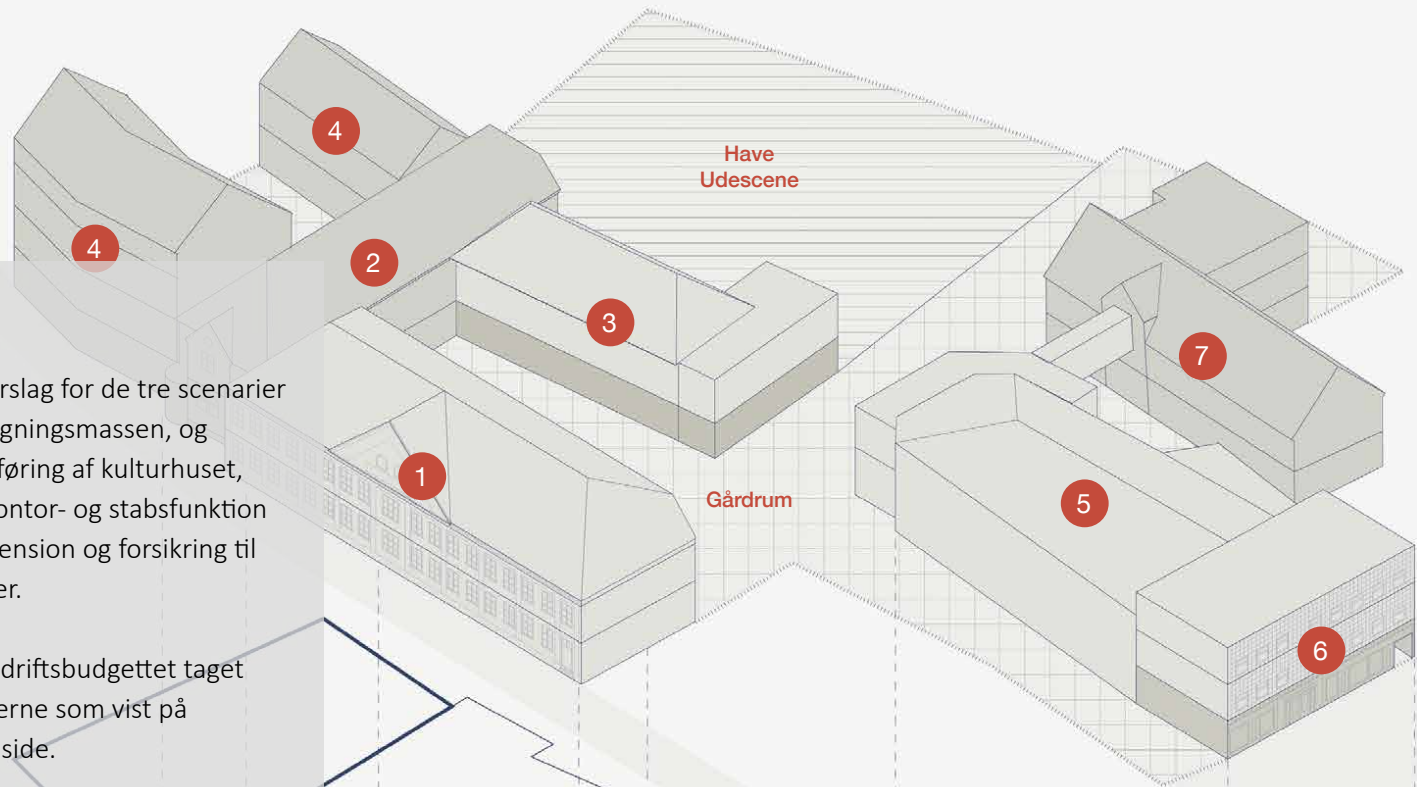 4
4
Have
Udescene
2
3
7
1
Gårdrum
5
6
rslag for de tre scenarier
gningsmassen, og
føring af kulturhuset,
ontor- og stabsfunktion
ension og forsikring til
er.
driftsbudgettet taget
erne som vist på
side.